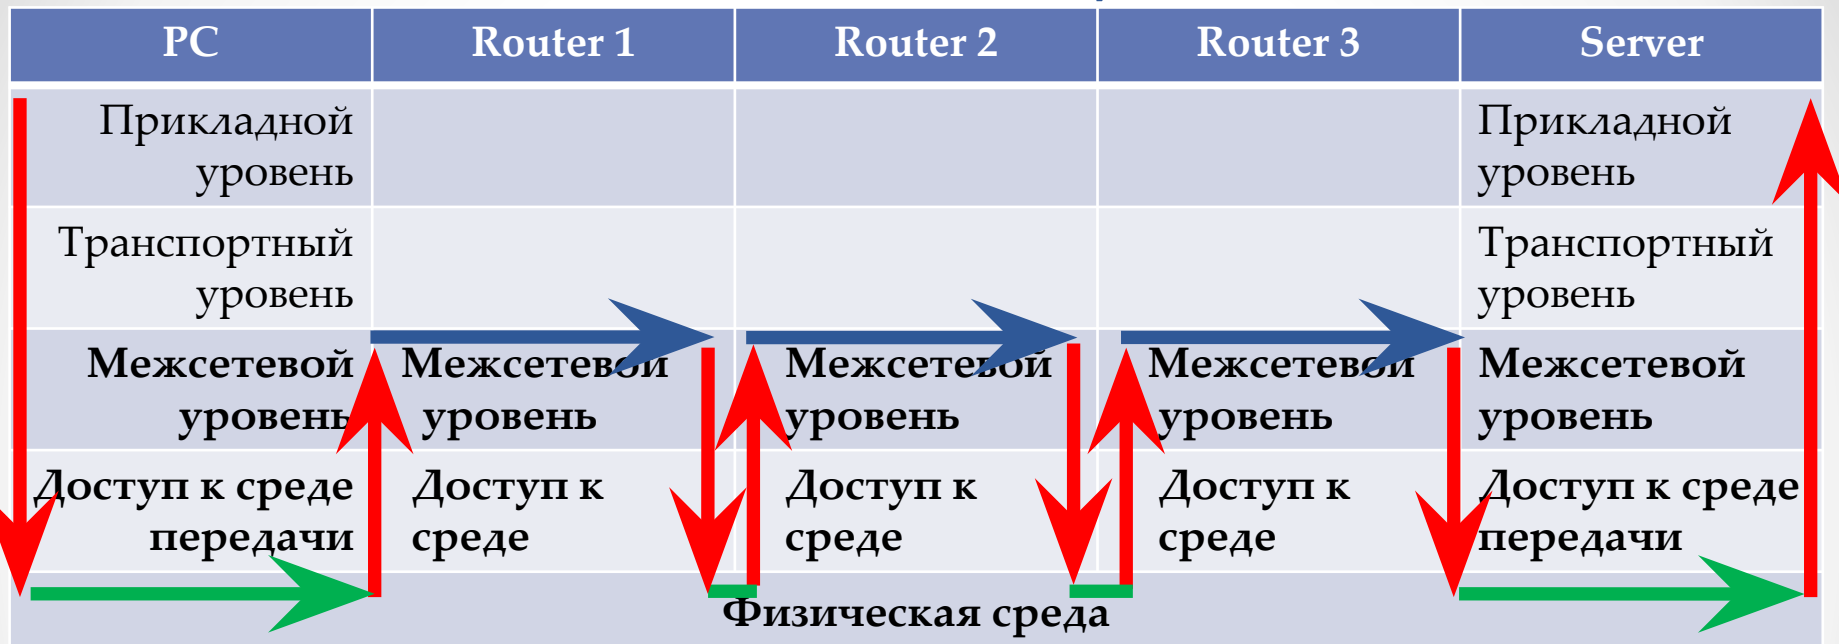 PC Router 1 Router 2 Router 3 Server
Прикладной
уровень
Прикладной
уровень
Транспортный
уровень
Транспортный
уровень
Межсетевой
уровень
Межсетевой
уровень
Межсетевой
уровень
Межсетевой
уровень
Межсетевой
уровень
Доступ к среде
передачи
Доступ к
среде
Доступ к
среде
Доступ к
среде
Доступ к среде
передачи
Физическая среда